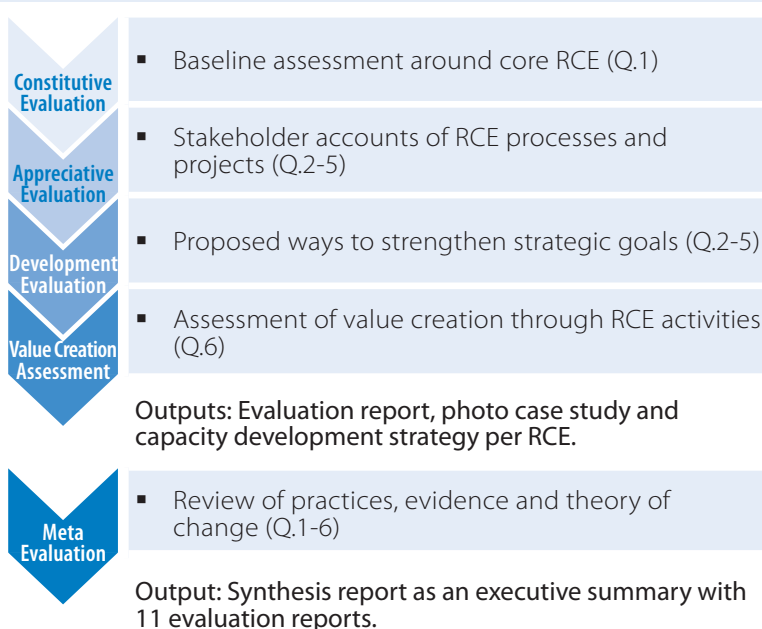 Constitutive
Evaluation
▪ Baseline assessment around core RCE (Q.1)
Appreciative
Evaluation
▪ Stakeholder accounts of RCE processes and
projects (Q.2-5)
Development
Evaluation
▪ Proposed ways to strengthen strategic goals (Q.2-5)
Value Creation
Assessment
▪ Assessment of value creation through RCE activities
(Q.6)
Outputs: Evaluation report, photo case study and
capacity development strategy per RCE.
Meta
Evaluation
▪ Review of practices, evidence and theory of
change (Q.1-6)
Output: Synthesis report as an executive summary with
11 evaluation reports.